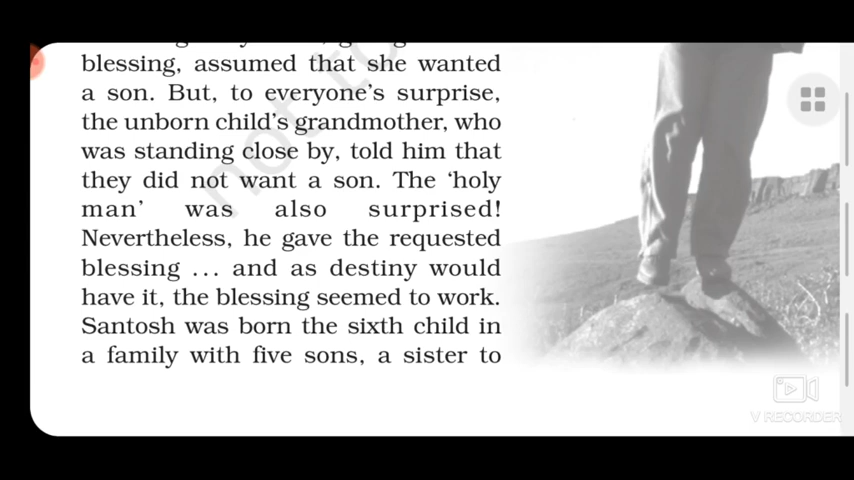 blessing, assumed that she wanted
a son. But, to everyone's surprise,
the unborn child's grandmother, who
was standing close by, told him that
they did not want a son. The 'holy
man' was also surprised!
Nevertheless, he gave the requested
blessing ... and as destiny would
have it, the blessing seemed to work.
Santosh was born the sixth child in
a family with five sons, a sister to
not to
V RECORDER